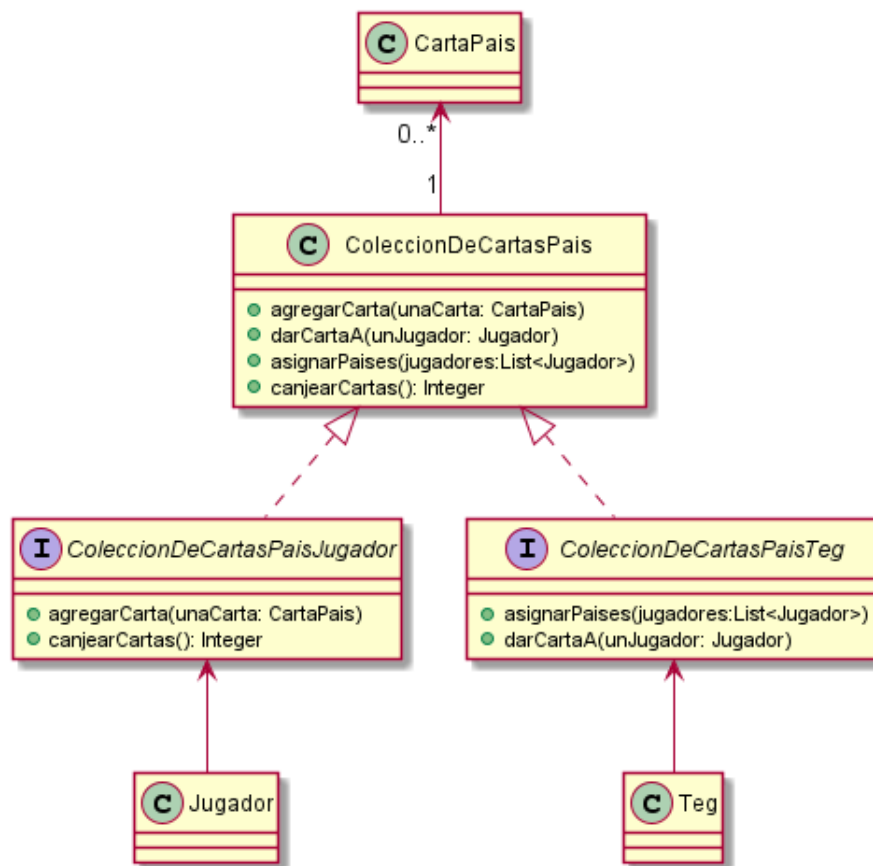 C CartaPais
0..*
1
C ColeccionDeCartasPais
agregarCarta(unaCarta: CartaPais)
darCartaA(unJugador: Jugador)
asignarPaises(jugadores:List<Jugador>)
canjearCartas(): Integer
I ColeccionDeCartasPaisJugador
agregarCarta(unaCarta: CartaPais)
canjearCartas(): Integer
I ColeccionDeCartasPaisTeg
asignarPaises(jugadores:List<Jugador>)
darCartaA(unJugador: Jugador)
C Jugador
C Teg